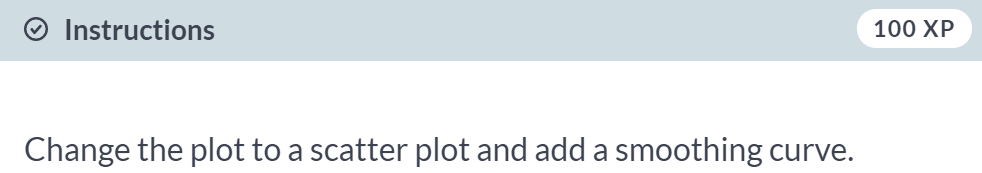 Instructions
100 XP
Change the plot to a scatter plot and add a smoothing curve.